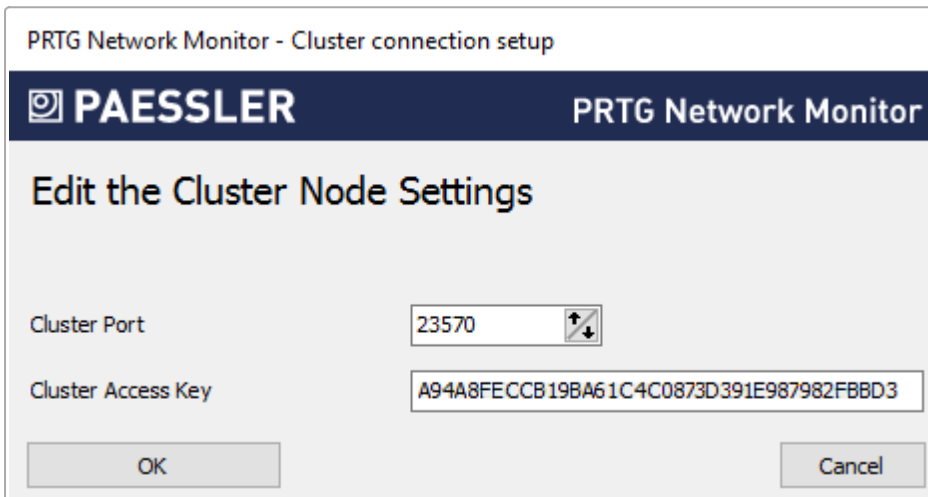 PRTG Network Monitor - Cluster connection setup
PAESSLER PRTG Network Monitor
Edit the Cluster Node Settings
Cluster Port 23570
Cluster Access Key A94A8FECCB19BA61C4C0873D391E987982FBBD3
OK Cancel